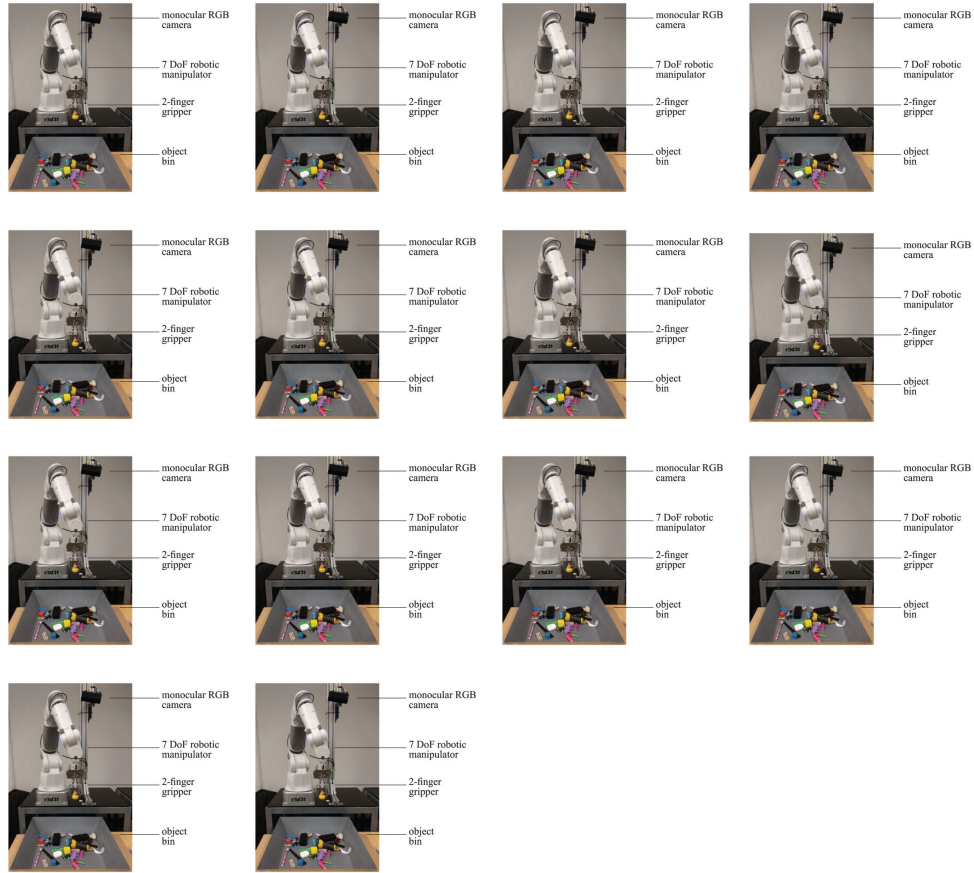 monocular RGB
camera
7 DoF robotic
manipulator
2-finger
gripper
object
bin
monocular RGB
camera
7 DoF robotic
manipulator
2-finger
gripper
object
bin
monocular RGB
camera
7 DoF robotic
manipulator
2-finger
gripper
object
bin
monocular RGB
camera
7 DoF robotic
manipulator
2-finger
gripper
object
bin
monocular RGB
camera
7 DoF robotic
manipulator
2-finger
gripper
object
bin
monocular RGB
camera
7 DoF robotic
manipulator
2-finger
gripper
object
bin
monocular RGB
camera
7 DoF robotic
manipulator
2-finger
gripper
object
bin
monocular RGB
camera
7 DoF robotic
manipulator
2-finger
gripper
object
bin
monocular RGB
camera
7 DoF robotic
manipulator
2-finger
gripper
object
bin
monocular RGB
camera
7 DoF robotic
manipulator
2-finger
gripper
object
bin
monocular RGB
camera
7 DoF robotic
manipulator
2-finger
gripper
object
bin
monocular RGB
camera
7 DoF robotic
manipulator
2-finger
gripper
object
bin
monocular RGB
camera
7 DoF robotic
manipulator
2-finger
gripper
object
bin
monocular RGB
camera
7 DoF robotic
manipulator
2-finger
gripper
object
bin